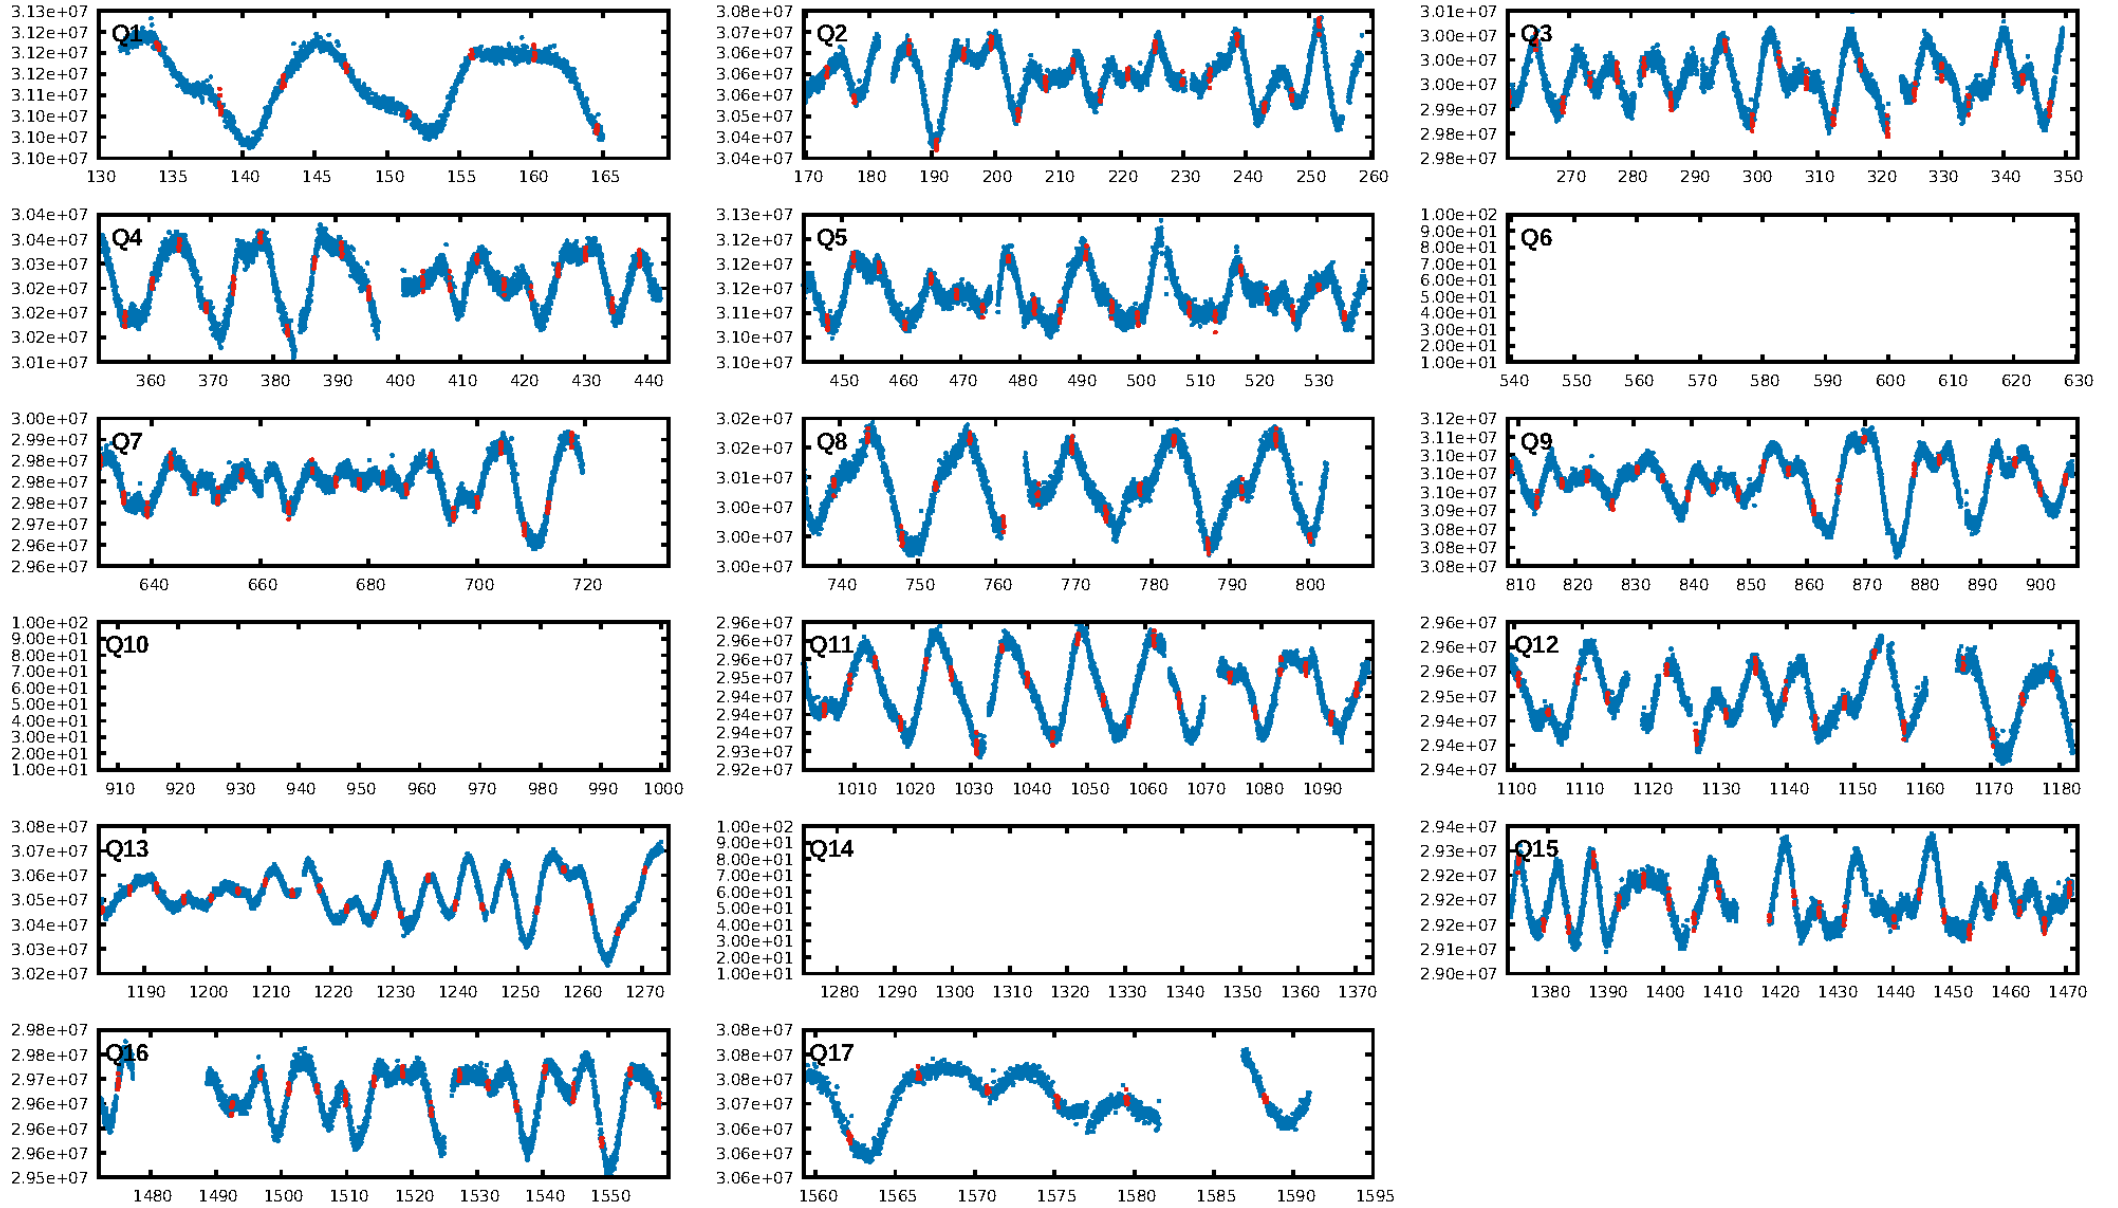 3.13e+07 3.12e+07 3.12e+07 3.11e+07 3.11e+07 3.10e+07 3.10e+07 3.10e+07
Q1
130 135 140 145 150 155 160 165
3.08e+07 3.07e+07 3.06e+07 3.06e+07 3.06e+07 3.05e+07 3.04e+07 3.04e+07
Q2
170 180 190 200 210 220 230 240 250 260
3.01e+07 3.00e+07 3.00e+07 3.00e+07 2.99e+07 2.98e+07 2.98e+07
Q3
270 280 290 300 310 320 330 340 350
3.04e+07 3.04e+07 3.03e+07 3.02e+07 3.02e+07 3.02e+07 3.01e+07
Q4
360 370 380 390 400 410 420 430 440
3.13e+07 3.12e+07 3.12e+07 3.12e+07 3.11e+07 3.10e+07 3.10e+07
Q5
450 460 470 480 490 500 510 520 530
1.00e+02 9.00e+01 8.00e+01 7.00e+01 6.00e+01 5.00e+01 4.00e+01 3.00e+01 2.00e+01 1.00e+01
Q6
540 550 560 570 580 590 600 610 620 630
3.00e+07 2.99e+07 2.98e+07 2.98e+07 2.98e+07 2.97e+07 2.96e+07 2.96e+07
Q7
640 660 680 700 720
3.02e+07 3.02e+07 3.01e+07 3.01e+07 3.00e+07 3.00e+07 3.00e+07
Q8
740 750 760 770 780 790 800
3.12e+07 3.11e+07 3.10e+07 3.10e+07 3.10e+07 3.09e+07 3.09e+07 3.08e+07 3.08e+07
Q9
810 820 830 840 850 860 870 880 890 900
1.00e+02 9.00e+01 8.00e+01 7.00e+01 6.00e+01 5.00e+01 4.00e+01 3.00e+01 2.00e+01 1.00e+01
Q10
910 920 930 940 950 960 970 980 990 1000
2.96e+07 2.96e+07 2.96e+07 2.95e+07 2.94e+07 2.94e+07 2.94e+07 2.93e+07 2.92e+07
Q11
1010 1020 1030 1040 1050 1060 1070 1080 1090
2.96e+07 2.96e+07 2.96e+07 2.95e+07 2.94e+07 2.94e+07 2.94e+07
Q12
1100 1110 1120 1130 1140 1150 1160 1170 1180
3.08e+07 3.07e+07 3.06e+07 3.05e+07 3.04e+07 3.03e+07 3.02e+07
Q13
1190 1200 1210 1220 1230 1240 1250 1260 1270
1.00e+02 9.00e+01 8.00e+01 7.00e+01 6.00e+01 5.00e+01 4.00e+01 3.00e+01 2.00e+01 1.00e+01
Q14
1280 1290 1300 1310 1320 1330 1340 1350 1360 1370
2.94e+07 2.93e+07 2.92e+07 2.92e+07 2.92e+07 2.91e+07 2.90e+07
Q15
1380 1390 1400 1410 1420 1430 1440 1450 1460 1470
2.98e+07 2.98e+07 2.97e+07 2.96e+07 2.96e+07 2.96e+07 2.95e+07
Q16
1480 1490 1500 1510 1520 1530 1540 1550
3.08e+07 3.08e+07 3.08e+07 3.07e+07 3.06e+07 3.06e+07 3.06e+07
Q17
1560 1565 1570 1575 1580 1585 1590 1595